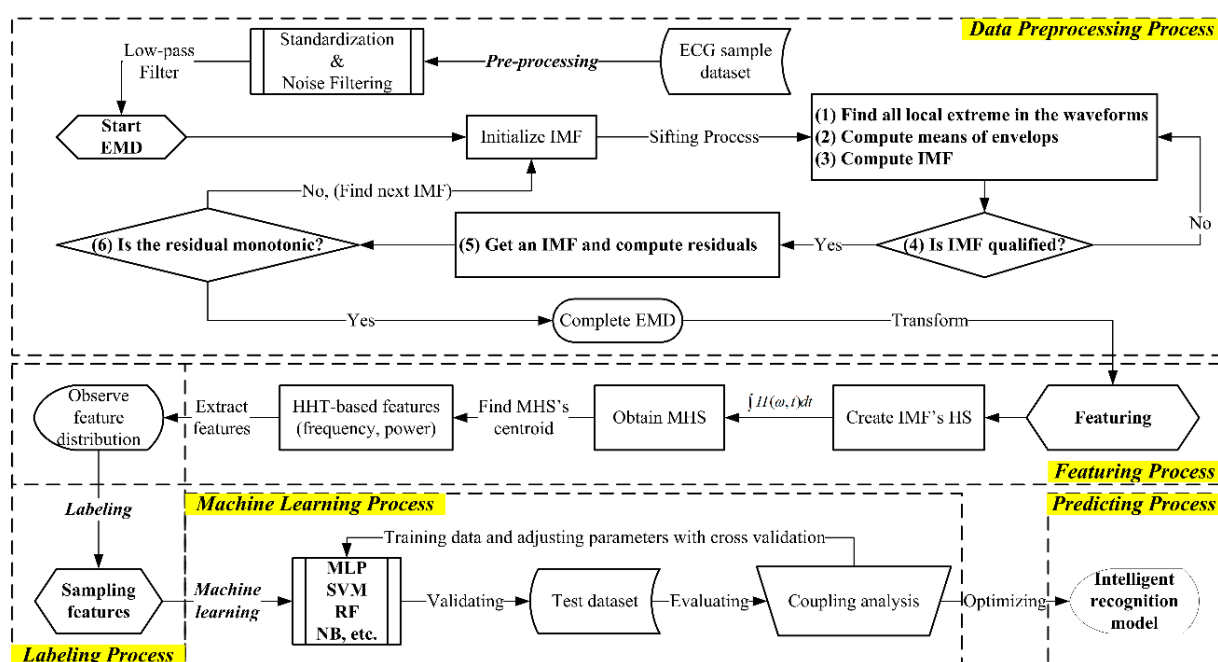 Data Preprocessing Process
Low-pass
Filter
Standardization
&
Noise Filtering
Pre-processing
ECG sample
dataset
Start
EMD
Initialize IMF
Sifting Process
(1) Find all local extreme in the waveforms
(2) Compute means of envelops
(3) Compute IMF
No, (Find next IMF)
No
(6) Is the residual monotonic?
(5) Get an IMF and compute residuals
Yes
(4) Is IMF qualified?
Yes
Complete EMD
Transform
Observe
feature
distribution
Extract
features
HHT-based features
(frequency, power)
Find MHS's
centroid
Obtain MHS
∫H(ω,t)dt
Create IMF's HS
Featuring
Featuring Process
Labeling
Machine Learning Process
Predicting Process
Training data and adjusting parameters with cross validation
Sampling
features
Machine
learning
MLP
SVM
RF
NB, etc.
Validating
Test dataset
Evaluating
Coupling analysis
Optimizing
Intelligent
recognition
model
Labeling Process